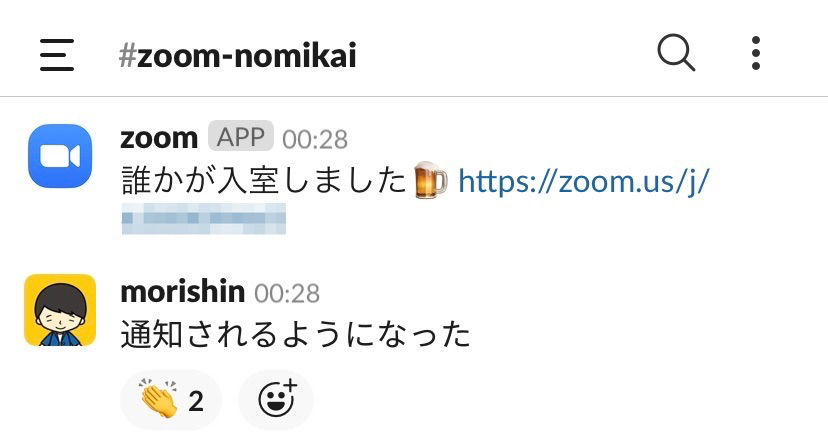 #zoom-nomikai
zoom APP 00:28
誰かが入室しました🍺 https://zoom.us/j/
morishin 00:28
通知されるようになった
👏 2